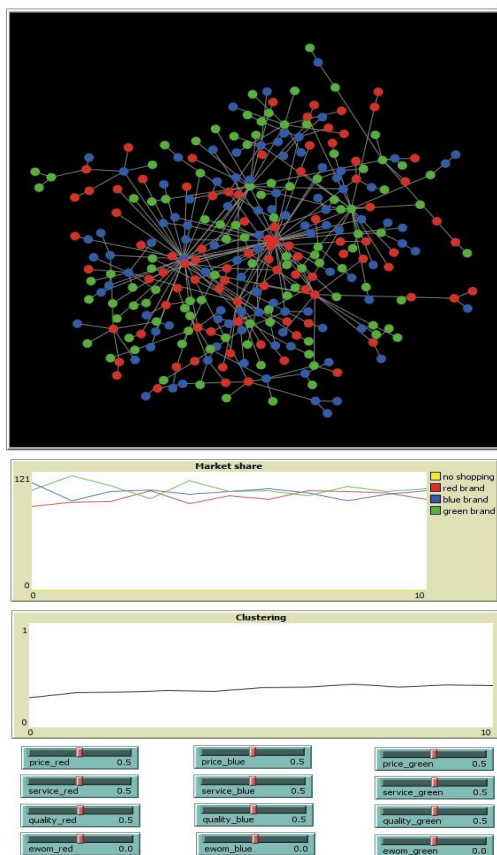 Market share
121
0
0
10
no shopping
red brand
blue brand
green brand
Clustering
1
0
0
10
price_red 0.5
price_blue 0.5
price_green 0.5
service_red 0.5
service_blue 0.5
service_green 0.5
quality_red 0.5
quality_blue 0.5
quality_green 0.5
ewom_red 0.0
ewom_blue 0.0
ewom_green 0.0